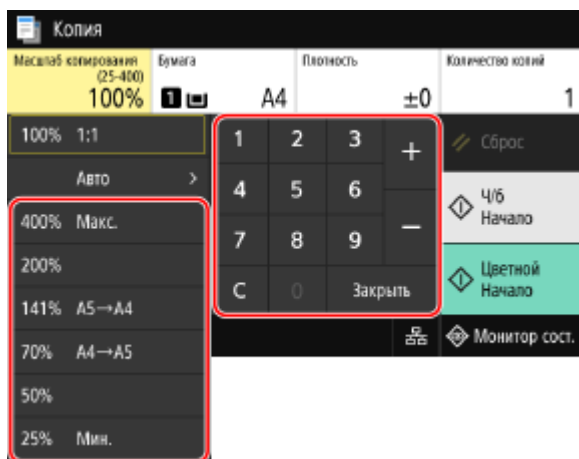 Копия
Масштаб копирования
(25-400)
100%
Бумага
1 A4
Плотность
±0
Количество копий
1
100% 1:1
Авто >
400% Макс.
200%
141% A5→A4
70% A4→A5
50%
25% Мин.
1 2 3 +
4 5 6
7 8 9 −
C 0 Закрыть
Сброс
Ч/б
Начало
Цветной
Начало
Монитор сост.